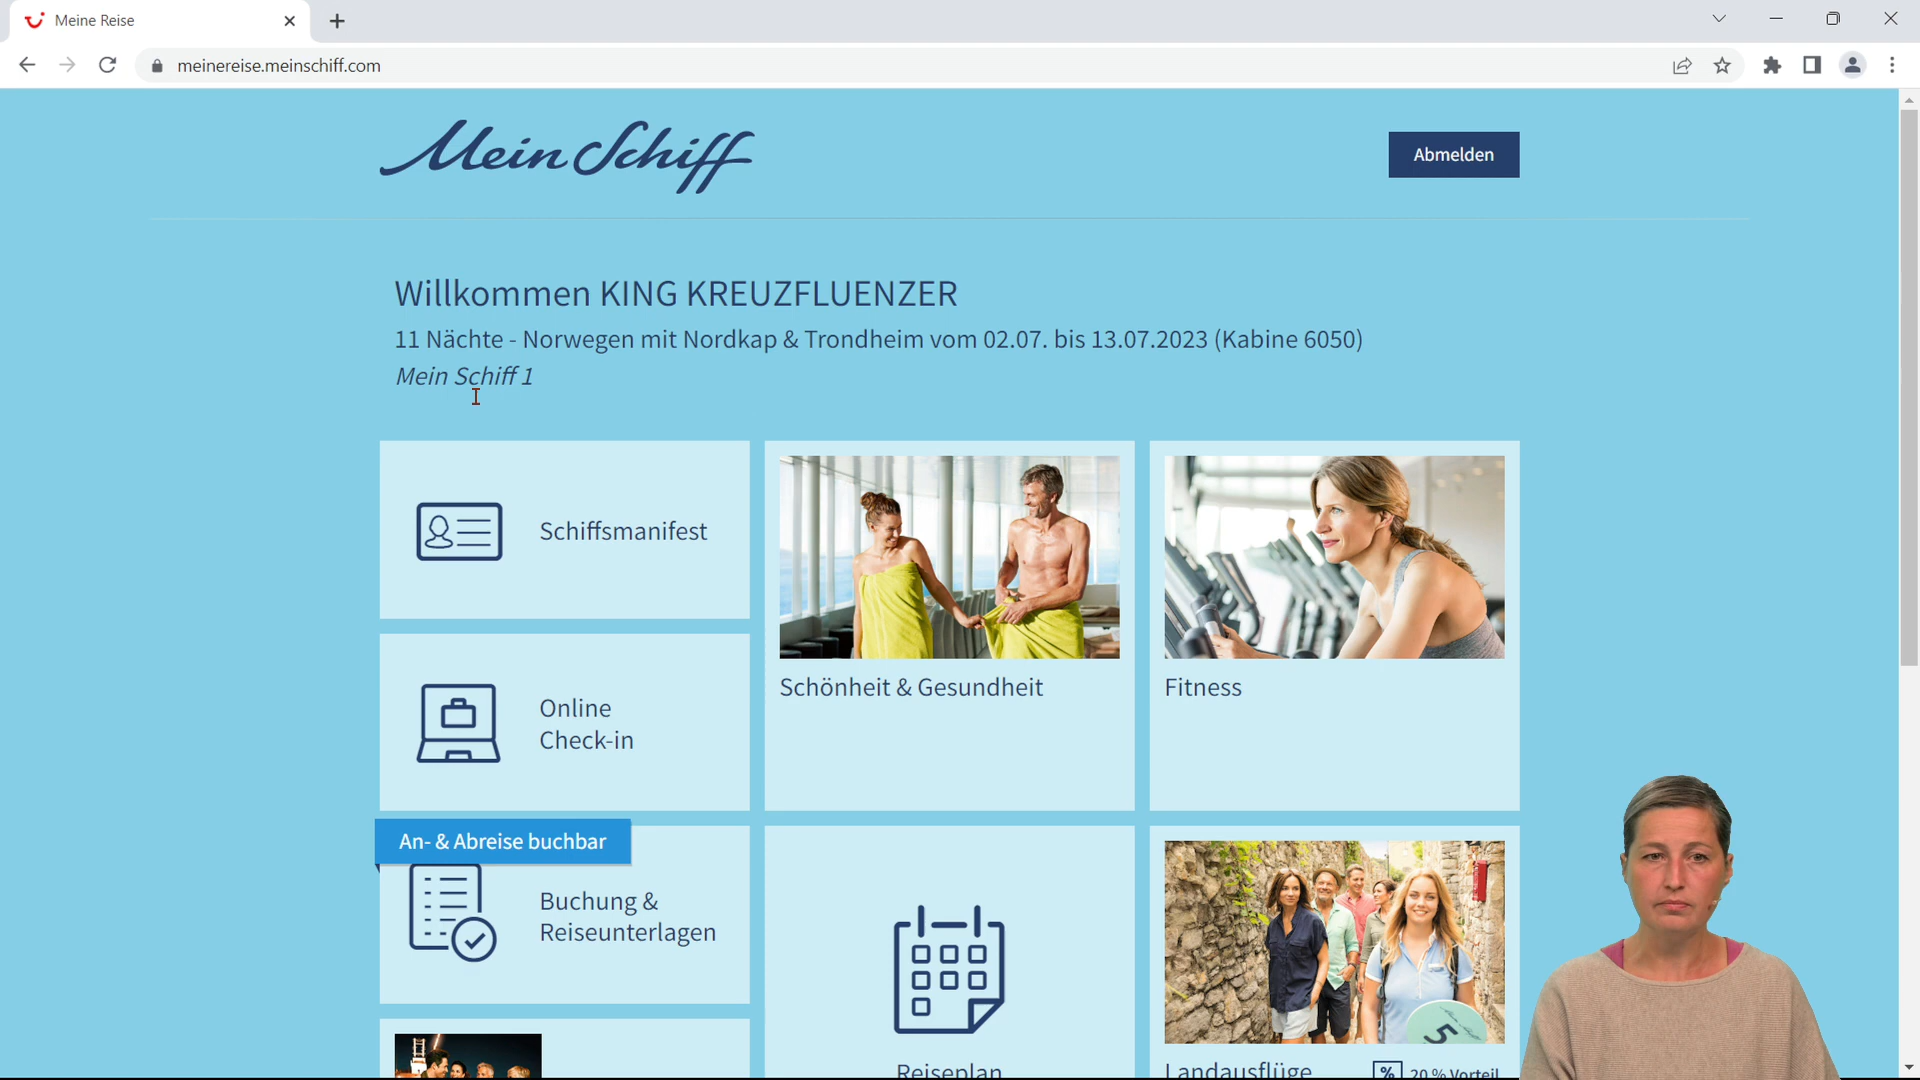 Meine Reise
meinereise.meinschiff.com
Mein Schiff
Abmelden
Willkommen KING KREUZFLUENZER
11 Nächte - Norwegen mit Nordkap & Trondheim vom 02.07. bis 13.07.2023 (Kabine 6050)
Mein Schiff 1
Schiffsmanifest
Schönheit & Gesundheit
Fitness
Online
Check-in
An- & Abreise buchbar
Buchung &
Reiseunterlagen
5
Reiseplan
Landausflüge
% 20 % Vorteil